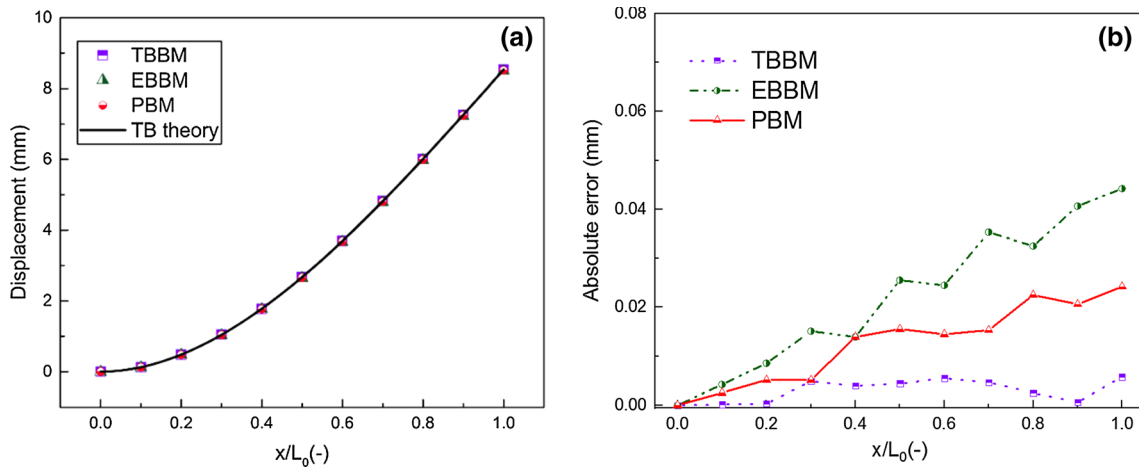 (a)
TBBM
EBBM
PBM
TB theory
Displacement (mm)
10
8
6
4
2
0
0.0 0.2 0.4 0.6 0.8 1.0
x/L0(-)
(b)
TBBM
EBBM
PBM
Absolute error (mm)
0.08
0.06
0.04
0.02
0.00
0.0 0.2 0.4 0.6 0.8 1.0
x/L0(-)